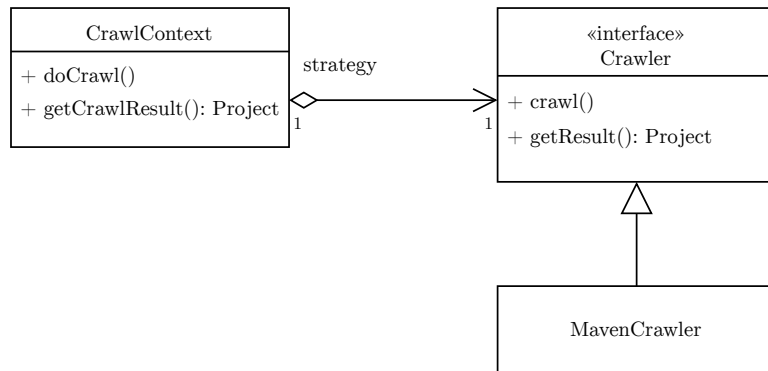 CrawlContext
+ doCrawl()
+ getCrawlResult(): Project
strategy
1
1
«interface»
Crawler
+ crawl()
+ getResult(): Project
MavenCrawler